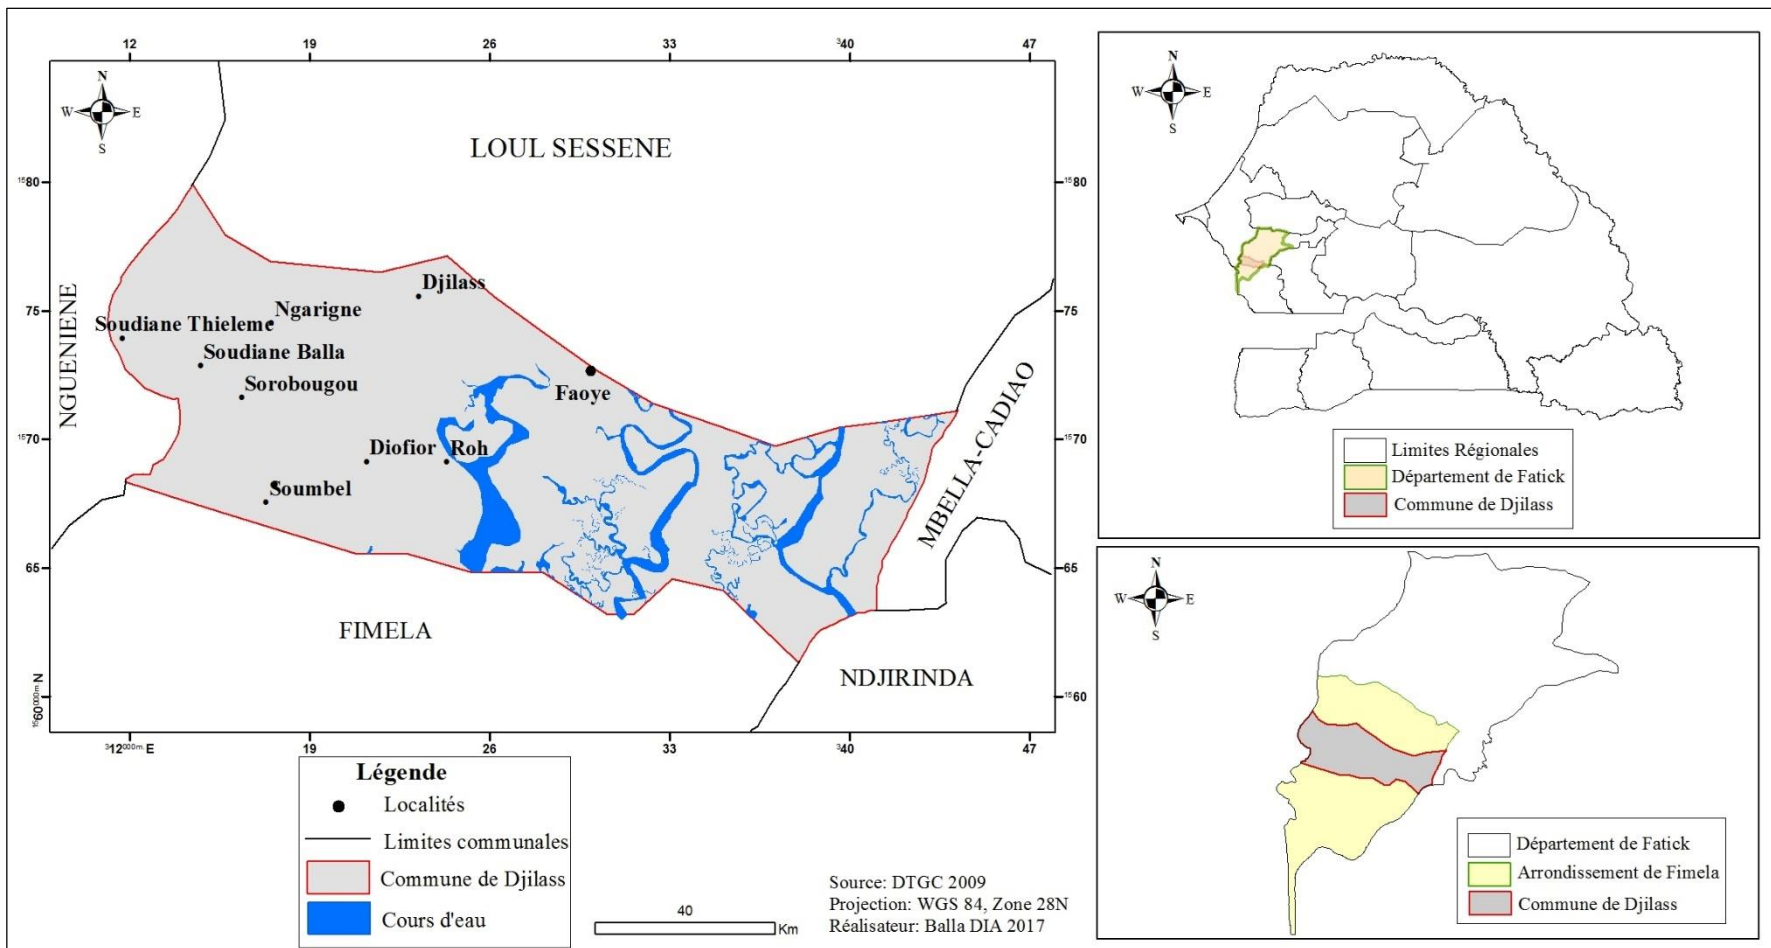 12 19 26 33 ³40 47
N
W E
S
LOUL SESSENE
¹⁵80 ¹⁵80
Djilass
75 75
Ngarigne
Soudiane Thieleme
Soudiane Balla
Sorobougou
Faoye
NGUENIENE
MBELLA-CADIAO
¹⁵70 ¹⁵70
Diofior Roh
Soumbel
65 65
FIMELA
NDJIRINDA
¹⁵60⁰⁰⁰ᵐ· N ¹⁵60
³12⁰⁰⁰ᵐ· E 19 26 33 ³40 47
Légende
Localités
Limites communales
Commune de Djilass
Cours d'eau
40
Km
Source: DTGC 2009
Projection: WGS 84, Zone 28N
Réalisateur: Balla DIA 2017
N
W E
S
Limites Régionales
Département de Fatick
Commune de Djilass
N
W E
S
Département de Fatick
Arrondissement de Fimela
Commune de Djilass